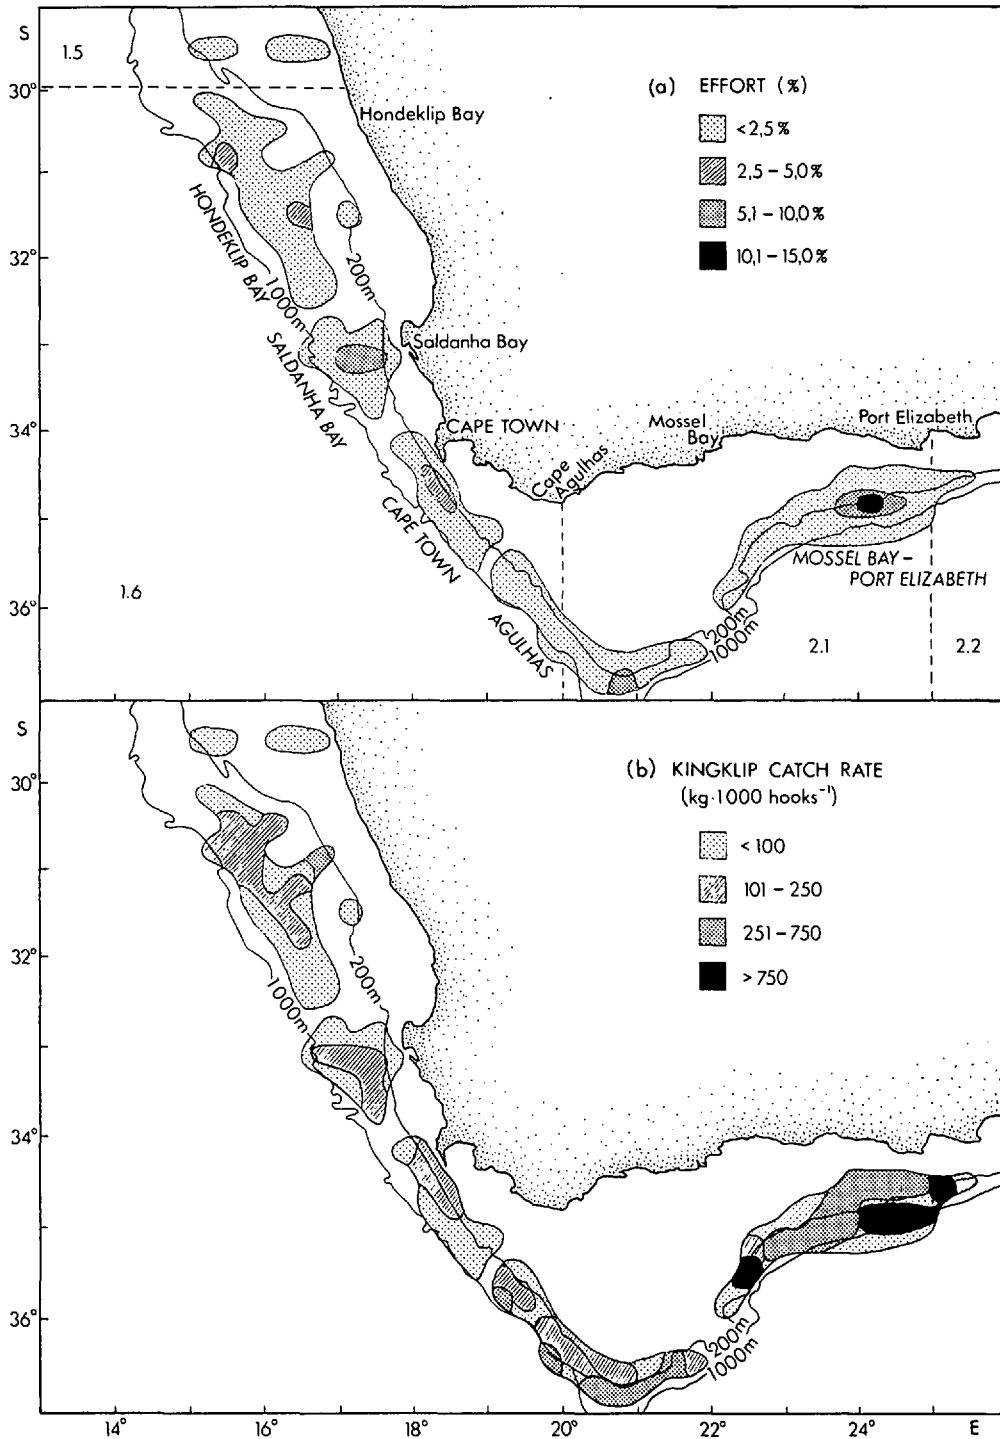 S
1.5
30°
Hondeklip Bay
(a) EFFORT (%)
<2,5%
2,5 – 5,0%
5,1 – 10,0%
10,1 – 15,0%
HONDEKLIP BAY
32°
1000m
200m
SALDANHA BAY
Saldanha Bay
34°
CAPE TOWN
Cape
Agulhas
Mossel
Bay
Port Elizabeth
CAPE TOWN
MOSSEL BAY –
PORT ELIZABETH
1.6
36°
AGULHAS
200m
1000m
2.1
2.2
S
30°
(b) KINGKLIP CATCH RATE
(kg·1000 hooks⁻¹)
<100
101 – 250
251 – 750
>750
32°
1000m
200m
34°
36°
200m
1000m
14° 16° 18° 20° 22° 24° E